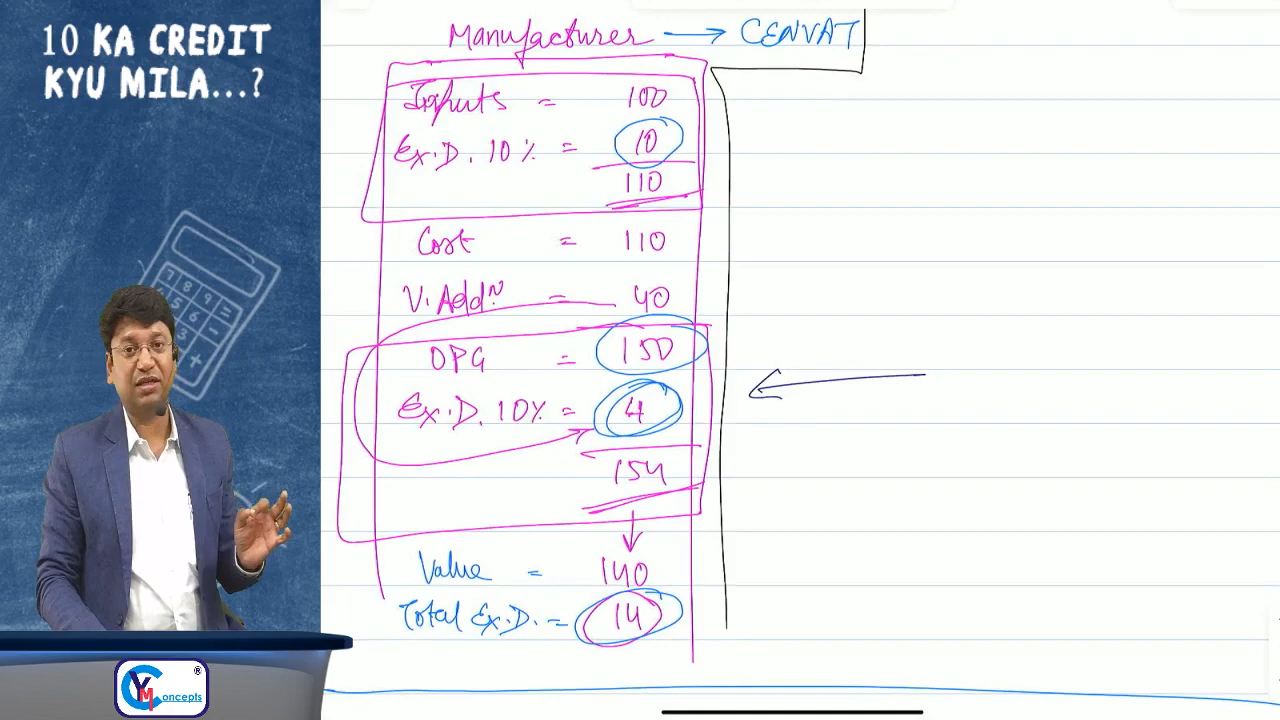 10 KA CREDIT
KYU MILA...?
Manufacturer → CENVAT
Inputs = 100
Ex.D. 10% = 10
110
Cost = 110
V. Addn. = 40
OPG = 150
Ex.D. 10% = 4
154
Value = 140
Total Ex.D. = 14
YM Concepts ®